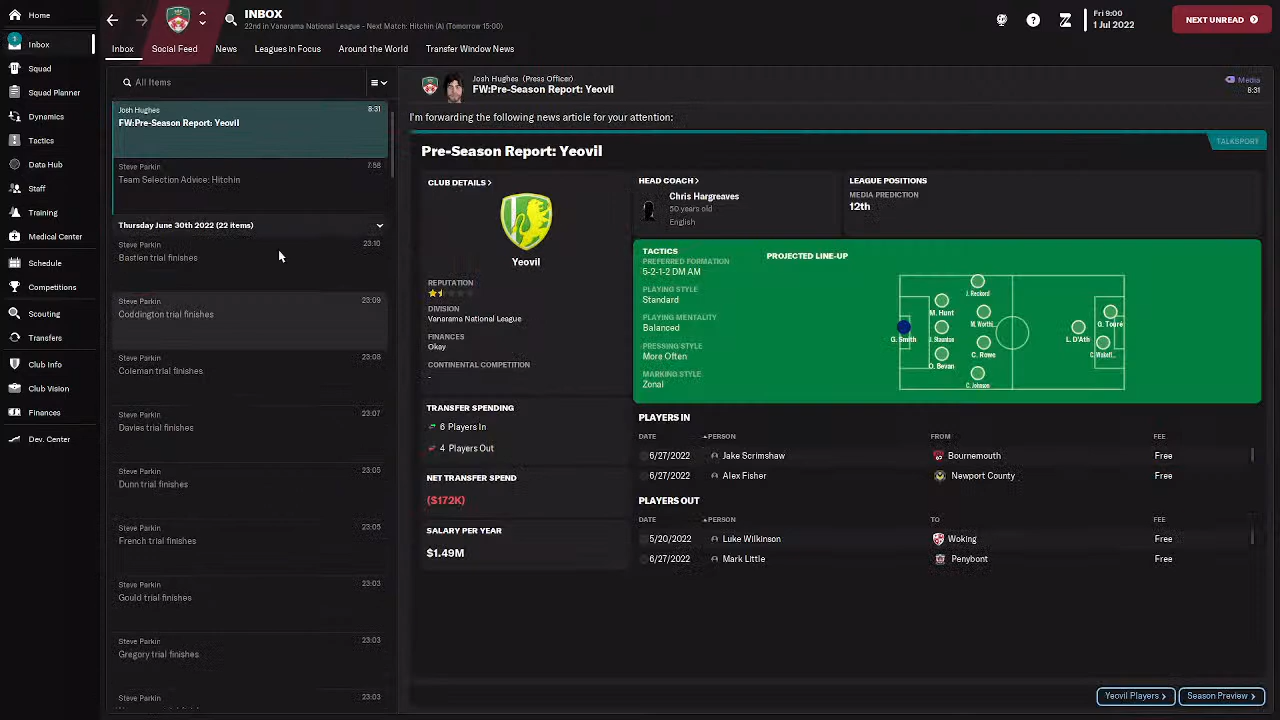 Home
Inbox
Squad
Squad Planner
Dynamics
Tactics
Data Hub
Staff
Training
Medical Center
Schedule
Competitions
Scouting
Transfers
Club Info
Club Vision
Finances
Dev. Center
INBOX
22nd in Vanarama National League - Next Match: Hitchin (A) (Tomorrow 15:00)
Fri 9:00
1 Jul 2022
NEXT UNREAD
Inbox
Social Feed
News
Leagues in Focus
Around the World
Transfer Window News
All Items
Josh Hughes 8:31
FW:Pre-Season Report: Yeovil
Steve Parkin 7:56
Team Selection Advice: Hitchin
Thursday June 30th 2022 (22 items)
Steve Parkin 23:10
Bastien trial finishes
Steve Parkin 23:09
Coddington trial finishes
Steve Parkin 23:08
Coleman trial finishes
Steve Parkin 23:07
Davies trial finishes
Steve Parkin 23:05
Dunn trial finishes
Steve Parkin 23:05
French trial finishes
Steve Parkin 23:03
Gould trial finishes
Steve Parkin 23:03
Gregory trial finishes
Steve Parkin 23:03
Josh Hughes (Press Officer)
FW:Pre-Season Report: Yeovil
Media
8:31
I'm forwarding the following news article for your attention:
TALKSPORT
Pre-Season Report: Yeovil
CLUB DETAILS >
Yeovil
REPUTATION
DIVISION
Vanarama National League
FINANCES
Okay
CONTINENTAL COMPETITION
-
TRANSFER SPENDING
6 Players In
4 Players Out
NET TRANSFER SPEND
($172K)
SALARY PER YEAR
$1.49M
HEAD COACH >
Chris Hargreaves
50 years old
English
LEAGUE POSITIONS
MEDIA PREDICTION
12th
TACTICS
PREFERRED FORMATION
5-2-1-2 DM AM
PLAYING STYLE
Standard
PLAYING MENTALITY
Balanced
PRESSING STYLE
More Often
MARKING STYLE
Zonal
PROJECTED LINE-UP
J. Reckord
M. Hunt
M. Worthi...
G. Touré
G. Smith
J. Staunton
L. D'Ath
C. Rowe
C. Wakefi...
O. Bevan
C. Johnson
PLAYERS IN
DATE PERSON FROM FEE
6/27/2022 Jake Scrimshaw Bournemouth Free
6/27/2022 Alex Fisher Newport County Free
PLAYERS OUT
DATE PERSON TO FEE
5/20/2022 Luke Wilkinson Woking Free
6/27/2022 Mark Little Penybont Free
Yeovil Players >
Season Preview >